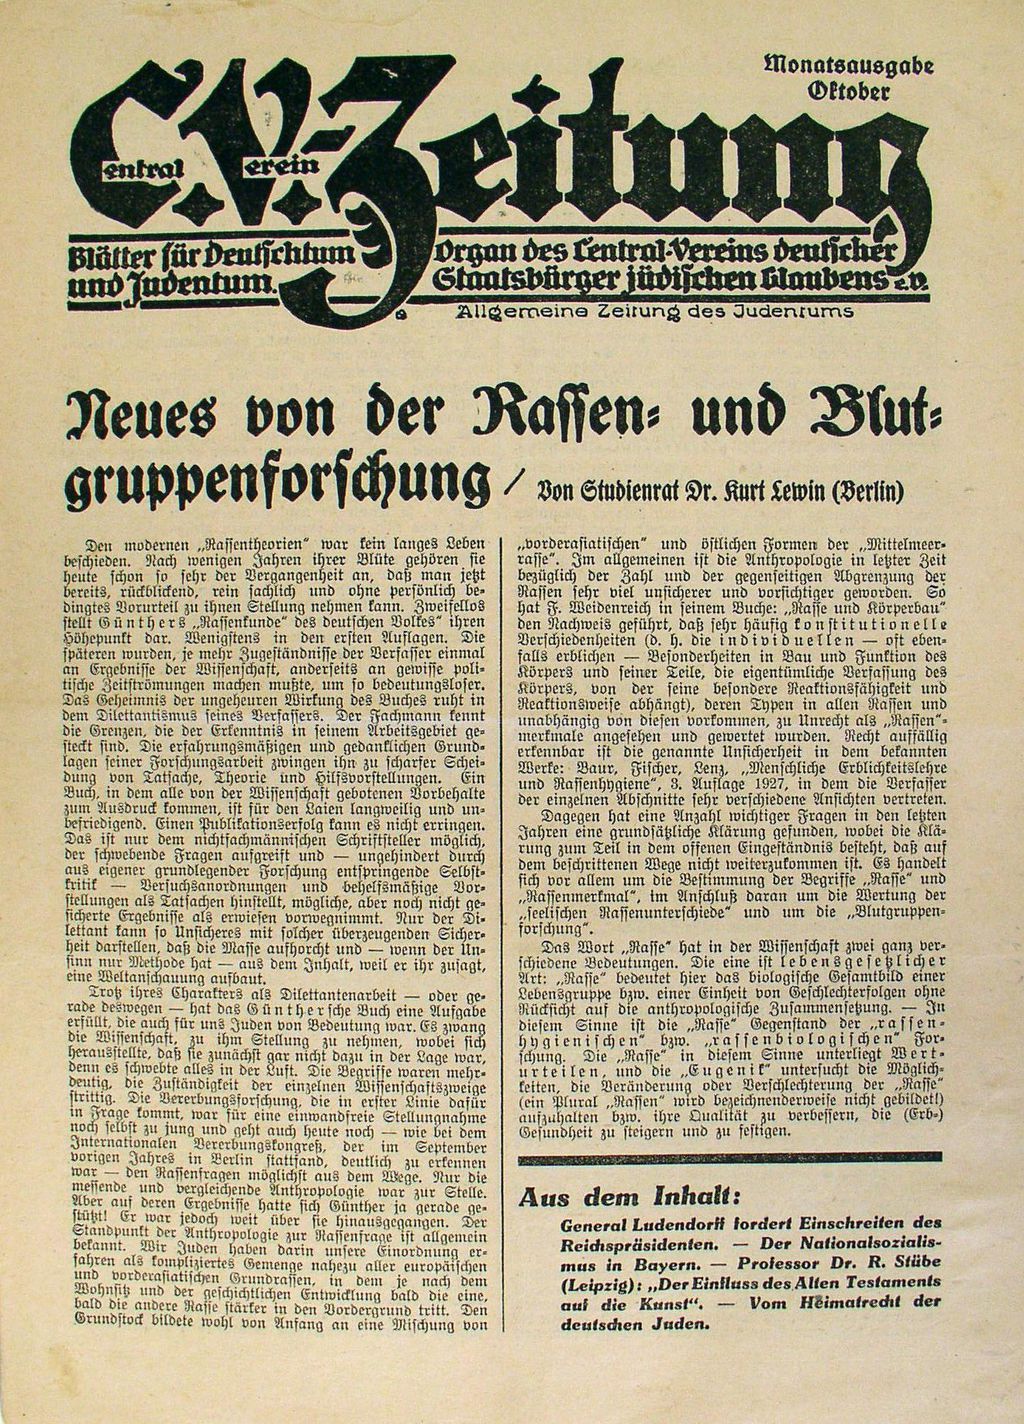 Monatsausgabe
Oktober
C.V.-Zeitung
entral erein
Blätter für Deutschtum
und Judentum.
Organ des Central-Vereins deutscher
Staatsbürger jüdischen Glaubens e.V.
Allgemeine Zeitung des Judentums
Neues von der Rassen- und Blut-
gruppenforschung / Von Studienrat Dr. Kurt Lewin (Berlin)
Den modernen „Rassentheorien“ war kein langes Leben
beschieden. Nach wenigen Jahren ihrer Blüte gehören sie
heute schon so sehr der Vergangenheit an, daß man jetzt
bereits, rückblickend, rein sachlich und ohne persönlich be-
dingtes Vorurteil zu ihnen Stellung nehmen kann. Zweifellos
stellt Günthers „Rassenkunde“ des deutschen Volkes“ ihren
Höhepunkt dar. Wenigstens in den ersten Auflagen. Die
späteren wurden, je mehr Zugeständnisse der Verfasser einmal
an Ergebnisse der Wissenschaft, anderseits an gewisse poli-
tische Zeitströmungen machen mußte, um so bedeutungsloser.
Das Geheimnis der ungeheuren Wirkung des Buches ruht in
dem Dilettantismus seines Verfassers. Der Fachmann kennt
die Grenzen, die der Erkenntnis in seinem Arbeitsgebiet ge-
steckt sind. Die erfahrungsmäßigen und gedanklichen Grund-
lagen seiner Forschungsarbeit zwingen ihn zu scharfer Schei-
dung von Tatsache, Theorie und Hilfsvorstellungen. Ein
Buch, in dem alle von der Wissenschaft gebotenen Vorbehalte
zum Ausdruck kommen, ist für den Laien langweilig und un-
befriedigend. Einen Publikationserfolg kann es nicht erringen.
Das ist nur dem nichtfachmännischen Schriftsteller möglich,
der schwebende Fragen aufgreift und — ungehindert durch
aus eigener grundlegender Forschung entspringende Selbst-
kritik — Versuchsanordnungen und behelfsmäßige Vor-
stellungen als Tatsachen hinstellt, mögliche, aber noch nicht ge-
sicherte Ergebnisse als erwiesen vorwegnimmt. Nur der Di-
lettant kann so Unsicheres mit solcher überzeugenden Sicher-
heit darstellen, daß die Masse aufhorcht und — wenn der Un-
sinn nur Methode hat — aus dem Inhalt, weil er ihr zusagt,
eine Weltanschauung ausbaut.
Trotz ihres Charakters als Dilettantenarbeit — oder ge-
rade deswegen — hat das Günthersche Buch eine Aufgabe
erfüllt, die auch für uns Juden von Bedeutung war. Es zwang
die Wissenschaft, zu ihm Stellung zu nehmen, wobei sich
herausstellte, daß sie zunächst gar nicht dazu in der Lage war,
denn es schwebte alles in der Luft. Die Begriffe waren mehr-
deutig, die Zuständigkeit der einzelnen Wissenschaftszweige
strittig. Die Vererbungsforschung, die in erster Linie dafür
in Frage kommt, war für eine einwandfreie Stellungnahme
noch selbst zu jung und geht auch heute noch — wie bei dem
Internationalen Vererbungskongreß, der im September
vorigen Jahres in Berlin stattfand, deutlich zu erkennen
war — den Rassenfragen möglichst aus dem Wege. Nur die
messende und vergleichende Anthropologie war zur Stelle.
Aber auf deren Ergebnisse hatte sich Günther ja gerade ge-
stützt! Er war jedoch weit über sie hinausgegangen. Der
Standpunkt der Anthropologie zur Rassenfrage ist allgemein
bekannt. Wir Juden haben darin unsere Einordnung er-
fahren als kompliziertes Gemenge nahezu aller europäischen
und vorderasiatischen Grundrassen, in dem je nach dem
Wohnsitz und der geschichtlichen Entwicklung bald die eine,
bald die andere Rasse stärker in den Vordergrund tritt. Den
Grundstock bildete wohl von Anfang an eine Mischung von
„vorderasiatischen“ und östlichen Formen der „Mittelmeer-
rasse“. Im allgemeinen ist die Anthropologie in letzter Zeit
bezüglich der Zahl und der gegenseitigen Abgrenzung der
Rassen sehr viel unsicherer und vorsichtiger geworden. So
hat F. Weidenreich in seinem Buche: „Rasse und Körperbau“
den Nachweis geführt, daß sehr häufig konstitutionelle
Verschiedenheiten (d. h. die individuellen — oft eben-
falls erblichen — Besonderheiten in Bau und Funktion des
Körpers und seiner Teile, die eigentümliche Verfassung des
Körpers, von der seine besondere Reaktionsfähigkeit und
Reaktionsweise abhängt), deren Typen in allen Rassen und
unabhängig von diesen vorkommen, zu Unrecht als „Rassen“-
merkmale angesehen und gewertet wurden. Recht auffällig
erkennbar ist die genannte Unsicherheit in dem bekannten
Werke: Baur, Fischer, Lenz, „Menschliche Erblichkeitslehre
und Rassenhygiene“, 3. Auflage 1927, in dem die Verfasser
der einzelnen Abschnitte sehr verschiedene Ansichten vertreten.
Dagegen hat eine Anzahl wichtiger Fragen in den letzten
Jahren eine grundsätzliche Klärung gefunden, wobei die Klä-
rung zum Teil in dem offenen Eingeständnis besteht, daß auf
dem beschrittenen Wege nicht weiterzukommen ist. Es handelt
sich vor allem um die Bestimmung der Begriffe „Rasse“ und
„Rassenmerkmal“, im Anschluß daran um die Wertung der
„seelischen Rassenunterschiede“ und um die „Blutgruppen-
forschung“.
Das Wort „Rasse“ hat in der Wissenschaft zwei ganz ver-
schiedene Bedeutungen. Die eine ist lebensgesetzlicher
Art: „Rasse“ bedeutet hier das biologische Gesamtbild einer
Lebensgruppe bzw. einer Einheit von Geschlechterfolgen ohne
Rücksicht auf die anthropologische Zusammensetzung. — In
diesem Sinne ist die „Rasse“ Gegenstand der „rassen-
hygienischen“ bzw. „rassenbiologischen“ For-
schung. Die „Rasse“ in diesem Sinne unterliegt Wert-
urteilen, und die „Eugenik“ untersucht die Möglich-
keiten, die Veränderung oder Verschlechterung der „Rasse“
(ein Plural „Rassen“ wird bezeichnenderweise nicht gebildet!)
aufzuhalten bzw. ihre Qualität zu verbessern, die (Erb-)
Gesundheit zu steigern und zu festigen.
Aus dem Inhalt:
General Ludendorff fordert Einschreiten des
Reichspräsidenten. — Der Nationalsozialis-
mus in Bayern. — Professor Dr. R. Stübe
(Leipzig): „Der Einfluss des Alten Testaments
auf die Kunst“. — Vom Heimatrecht der
deutschen Juden.